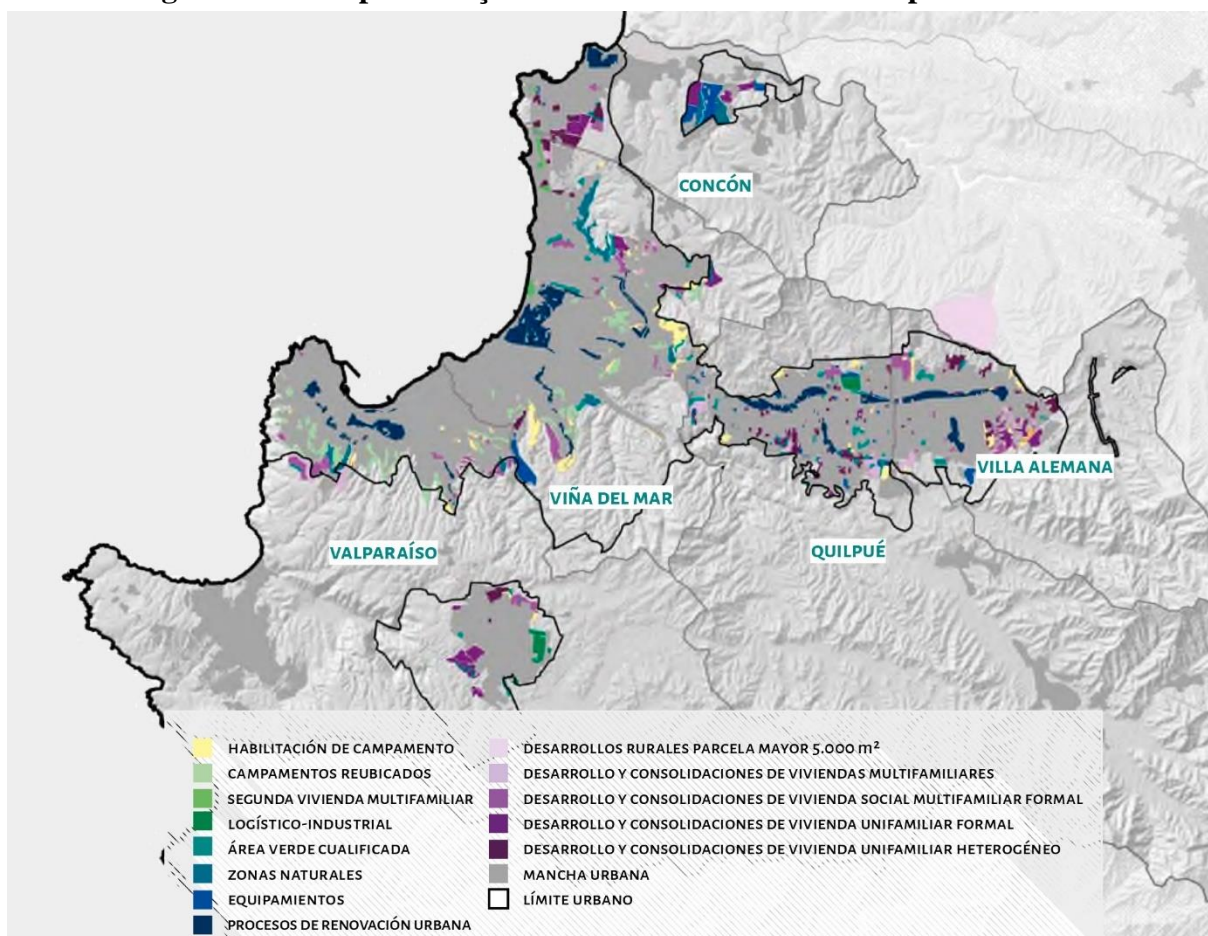 CONCÓN
VILLA ALEMANA
VIÑA DEL MAR
VALPARAÍSO
QUILPUÉ
HABILITACIÓN DE CAMPAMENTO
CAMPAMENTOS REUBICADOS
SEGUNDA VIVIENDA MULTIFAMILIAR
LOGÍSTICO-INDUSTRIAL
ÁREA VERDE CUALIFICADA
ZONAS NATURALES
EQUIPAMIENTOS
PROCESOS DE RENOVACIÓN URBANA
DESARROLLOS RURALES PARCELA MAYOR 5.000 m²
DESARROLLO Y CONSOLIDACIONES DE VIVIENDAS MULTIFAMILIARES
DESARROLLO Y CONSOLIDACIONES DE VIVIENDA SOCIAL MULTIFAMILIAR FORMAL
DESARROLLO Y CONSOLIDACIONES DE VIVIENDA UNIFAMILIAR FORMAL
DESARROLLO Y CONSOLIDACIONES DE VIVIENDA UNIFAMILIAR HETEROGÉNEO
MANCHA URBANA
LÍMITE URBANO